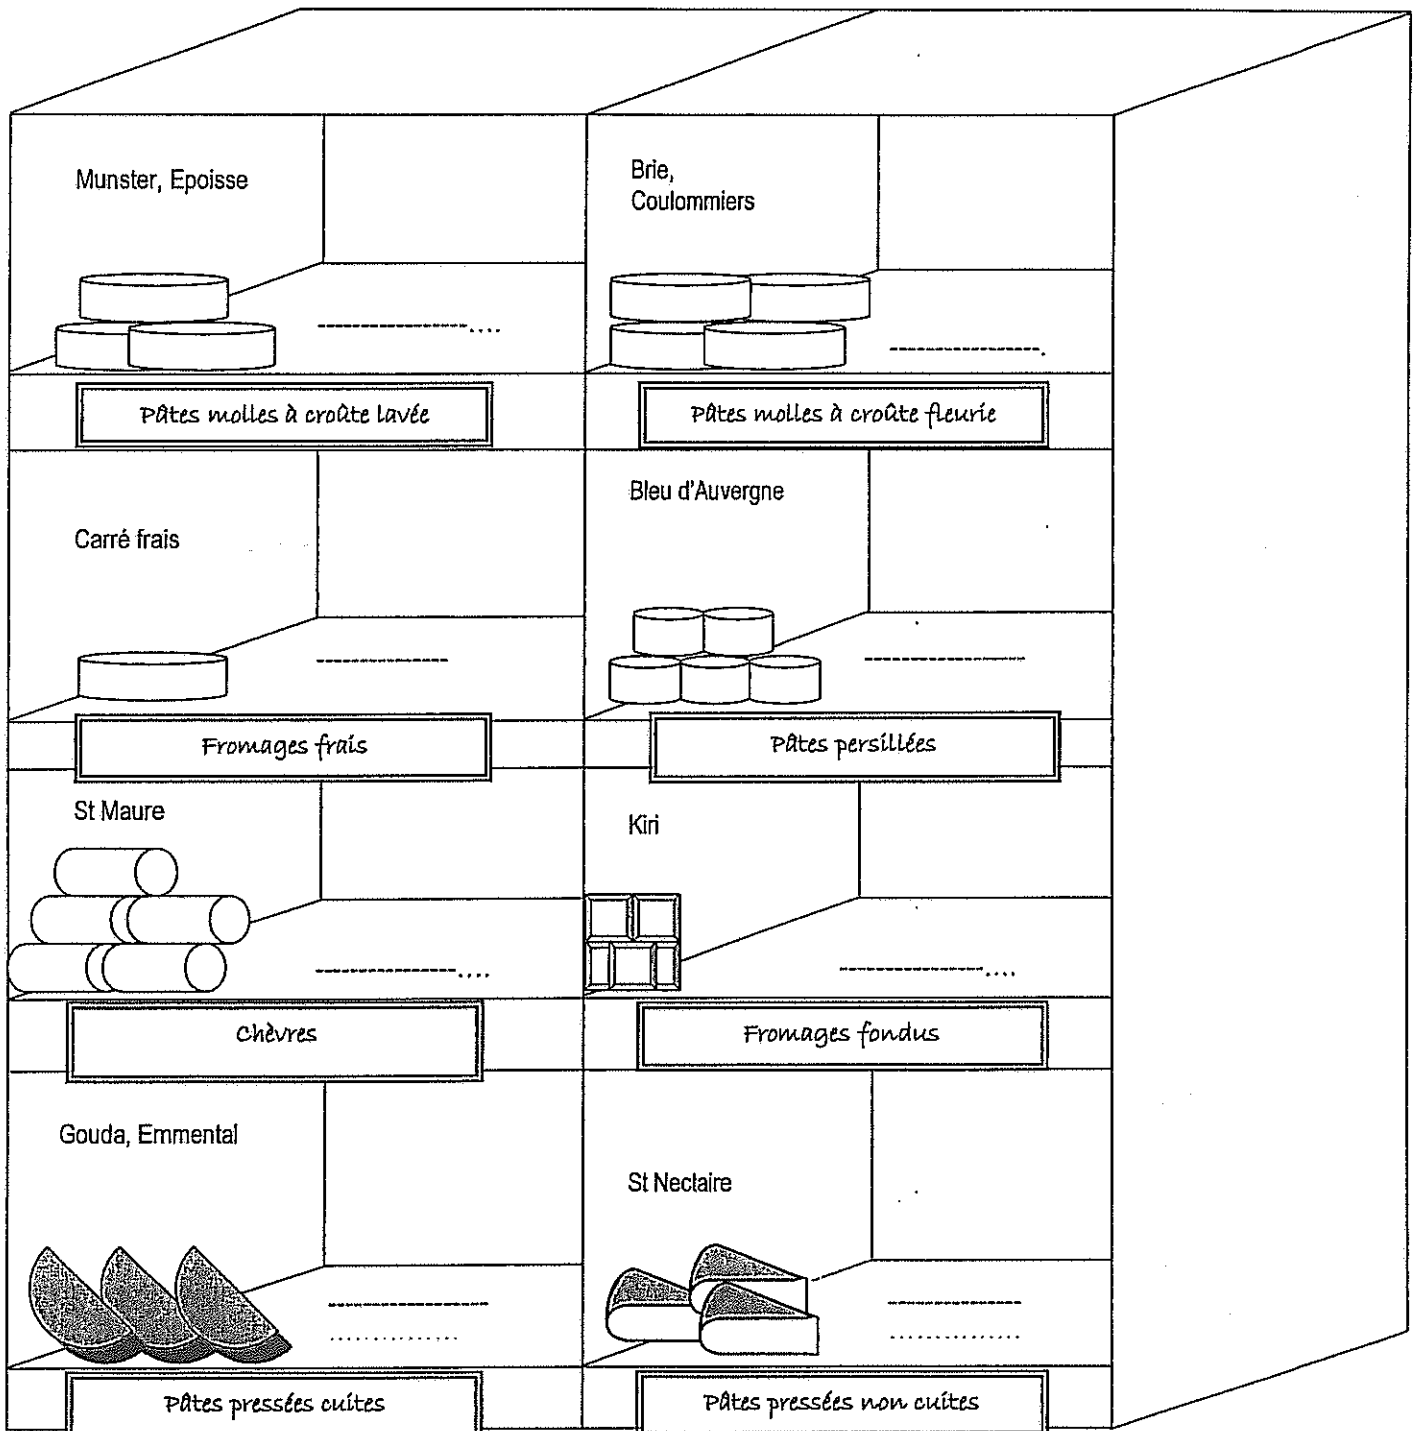 Munster, Epoisse
Brie,
Coulommiers
Pâtes molles à croûte lavée
Pâtes molles à croûte fleurie
Carré frais
Bleu d'Auvergne
Fromages frais
Pâtes persillées
St Maure
Kiri
Chèvres
Fromages fondus
Gouda, Emmental
St Nectaire
Pâtes pressées cuites
Pâtes pressées non cuites